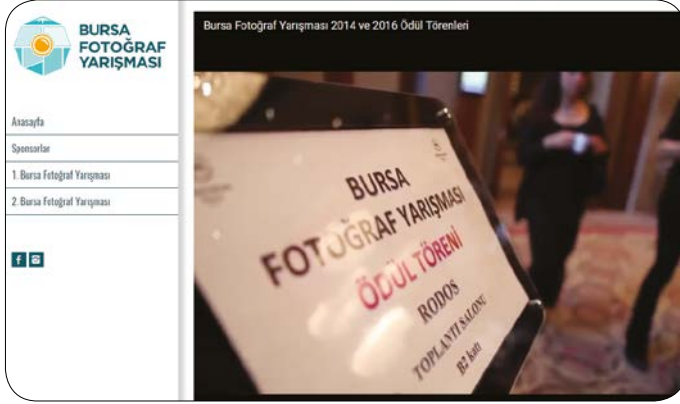 BURSA
FOTOĞRAF
YARIŞMASI
Anasayfa
Sponsorlar
1. Bursa Fotoğraf Yarışması
2. Bursa Fotoğraf Yarışması
Bursa Fotoğraf Yarışması 2014 ve 2016 Ödül Törenleri
BURSA
FOTOĞRAF YARIŞMASI
ÖDÜL TÖRENİ
RODOS
TOPLANTI SALONU
B2 katı